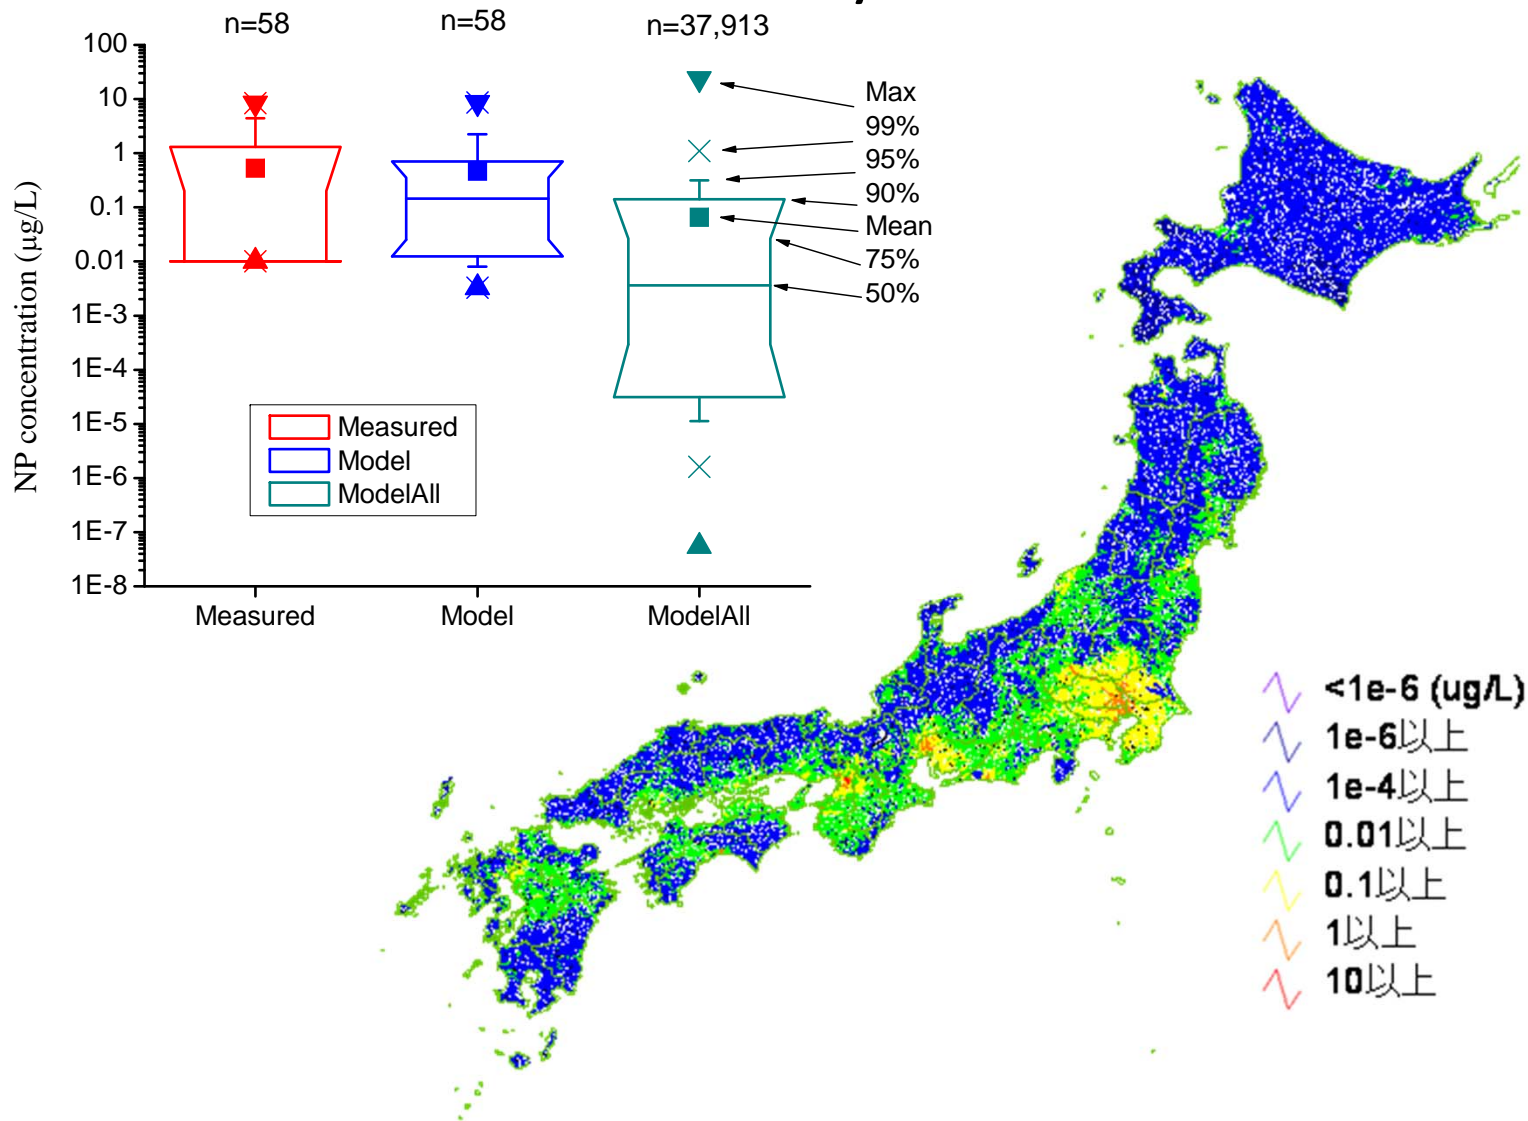 n=58
n=58
n=37,913
100
10
1
0.1
0.01
1E-3
1E-4
1E-5
1E-6
1E-7
1E-8
NP concentration (μg/L)
Max
99%
95%
90%
Mean
75%
50%
Measured
Model
ModelAll
Measured
Model
ModelAll
<1e-6 (ug/L)
1e-6以上
1e-4以上
0.01以上
0.1以上
1以上
10以上